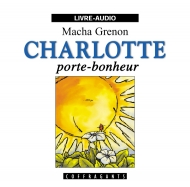 LIVRE-AUDIO
Macha Grenon
CHARLOTTE
porte-bonheur
COFFRAGANTS